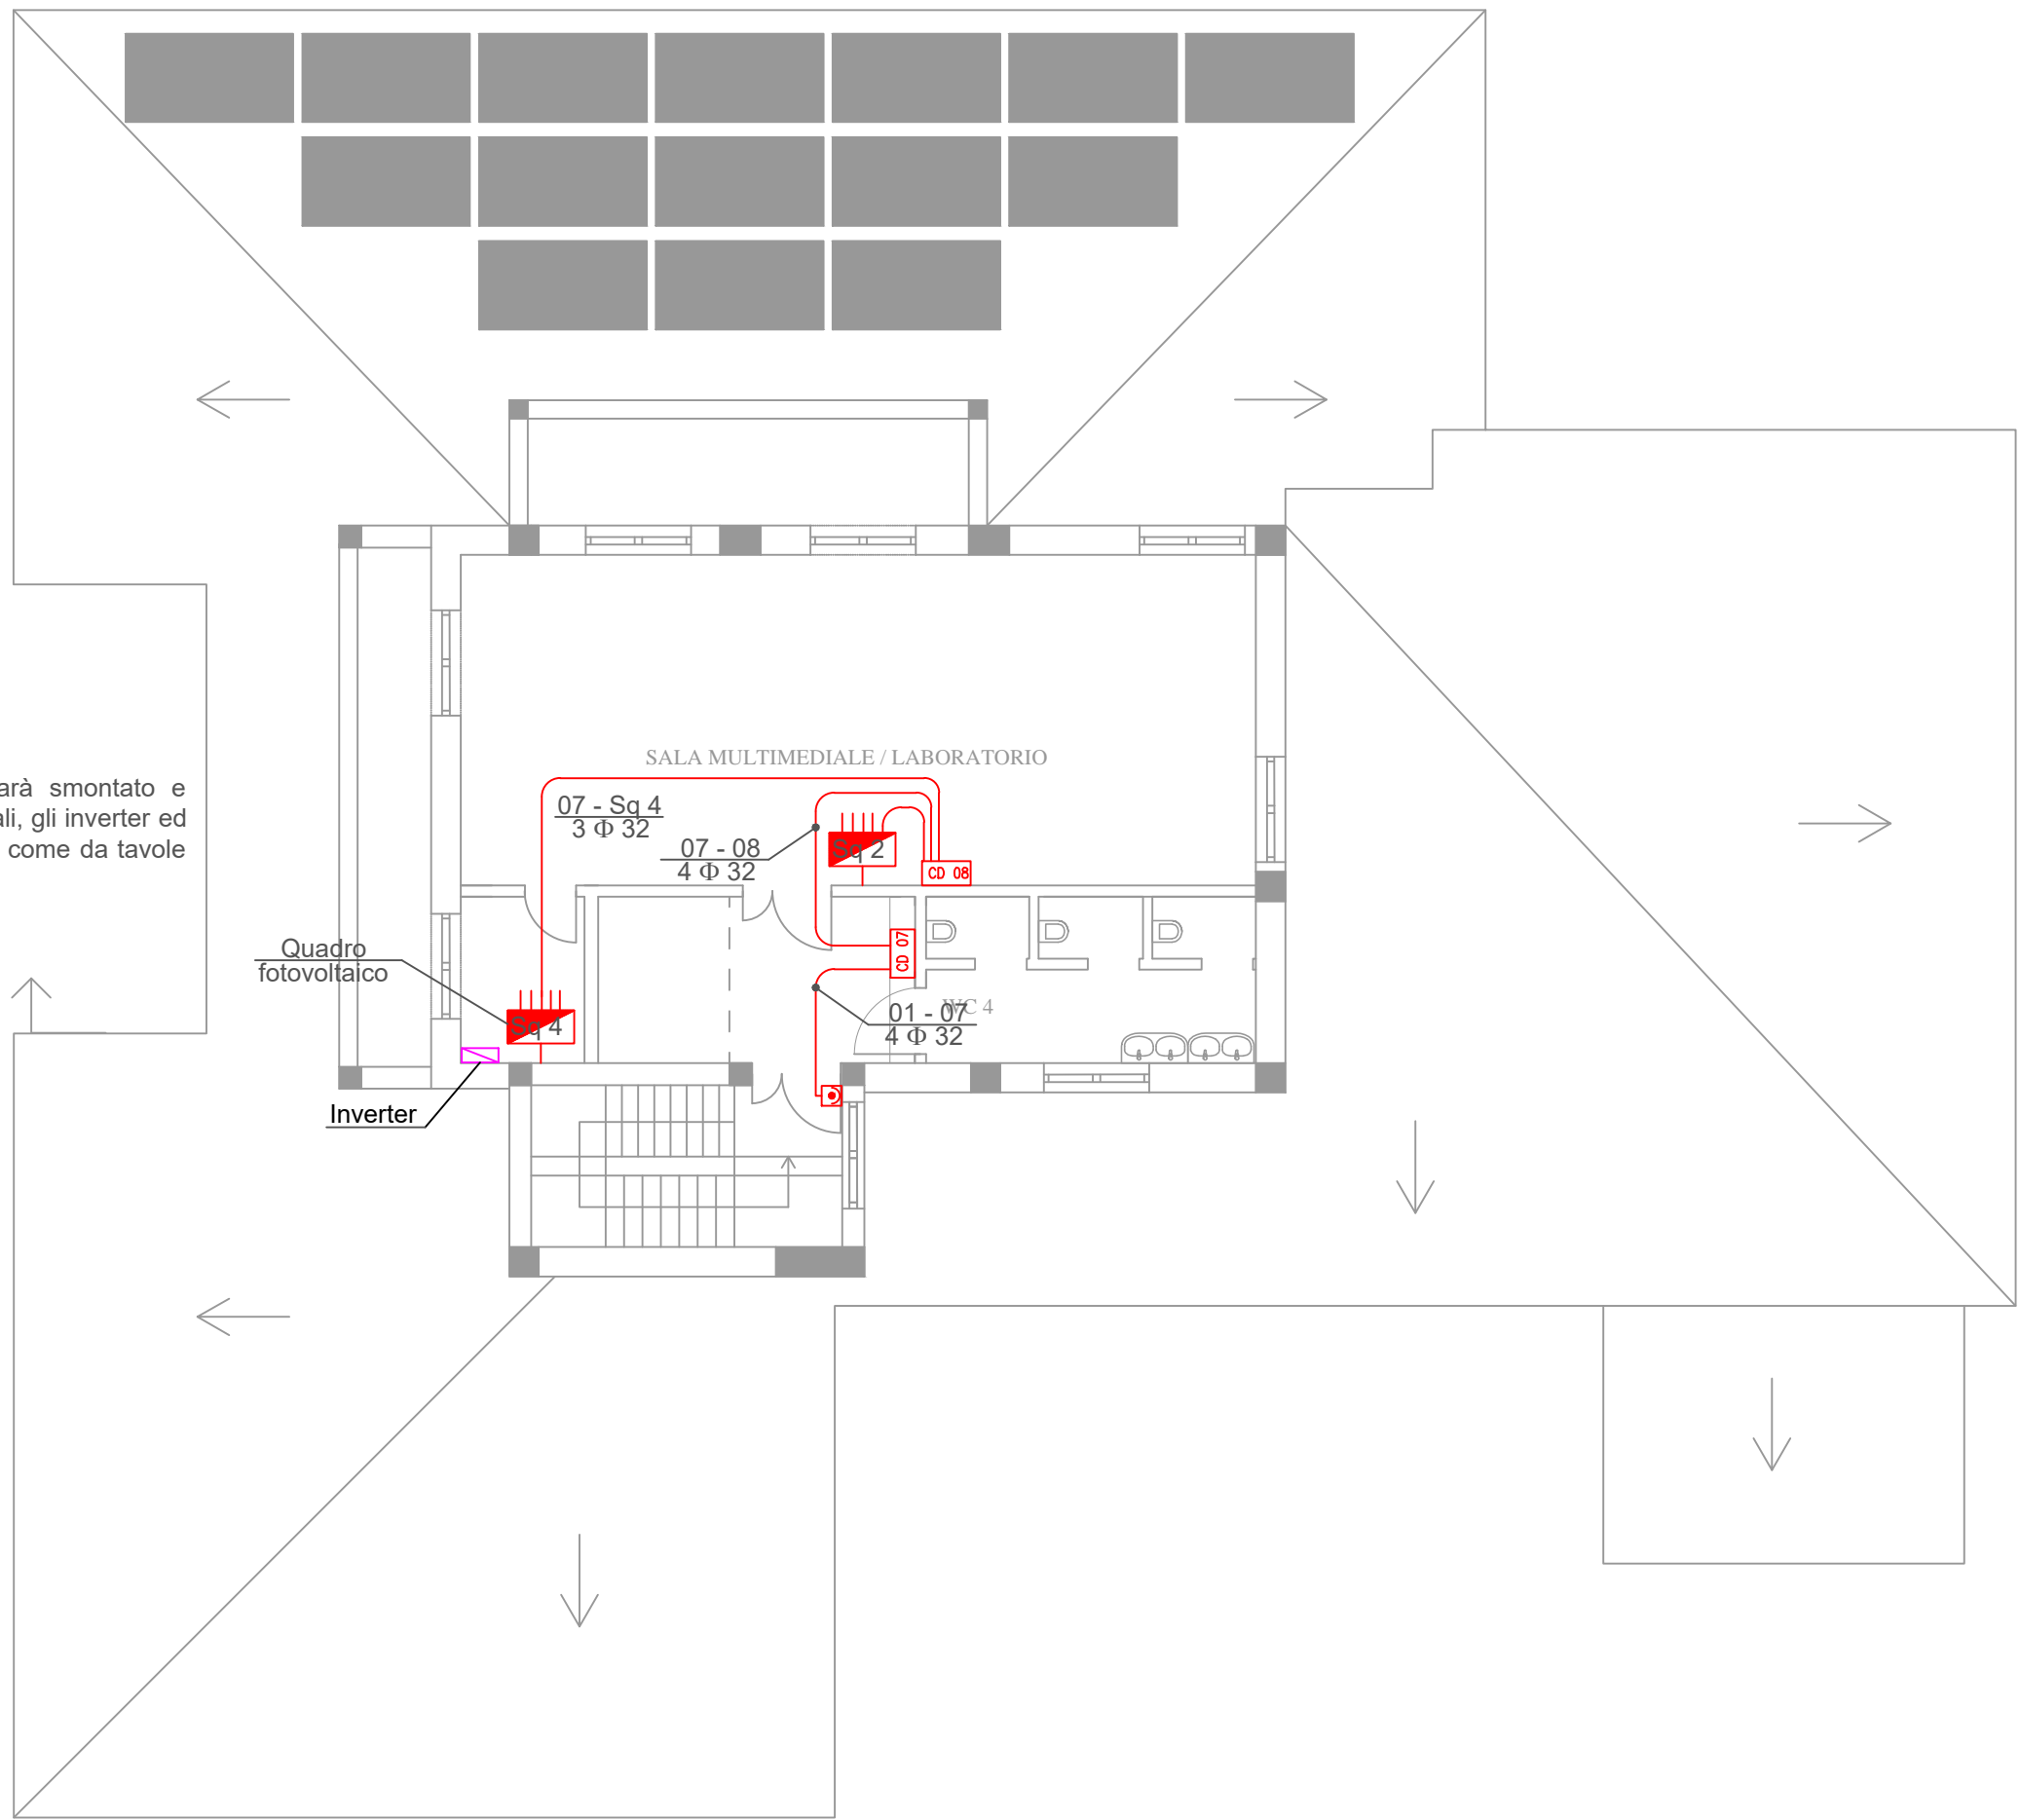 SALA MULTIMEDIALE / LABORATORIO
arà smontato e
ali, gli inverter ed
come da tavole
07 - Sq 4
3 Φ 32
07 - 08
4 Φ 32
Sq 2
CD 08
CD 07
Quadro
fotovoltaico
Sq 4
WC 4
01 - 07
4 Φ 32
Inverter